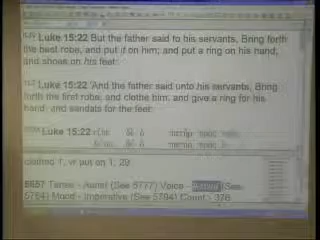 KJV Luke 15:22 But the father said to his servants, Bring forth
the best robe, and put it on him; and put a ring on his hand,
and shoes on his feet:
Luke 15:22 'And the father said unto his servants, Bring
forth the first robe, and clothe him, and give a ring for his
hand, and sandals for the feet;
Luke 15:22
clothed 1, vr put on 1; 29
5657 Tense - Aorist (See 5777) Voice - Active (See
5784) Mood - Imperative (See 5794) Count - 376